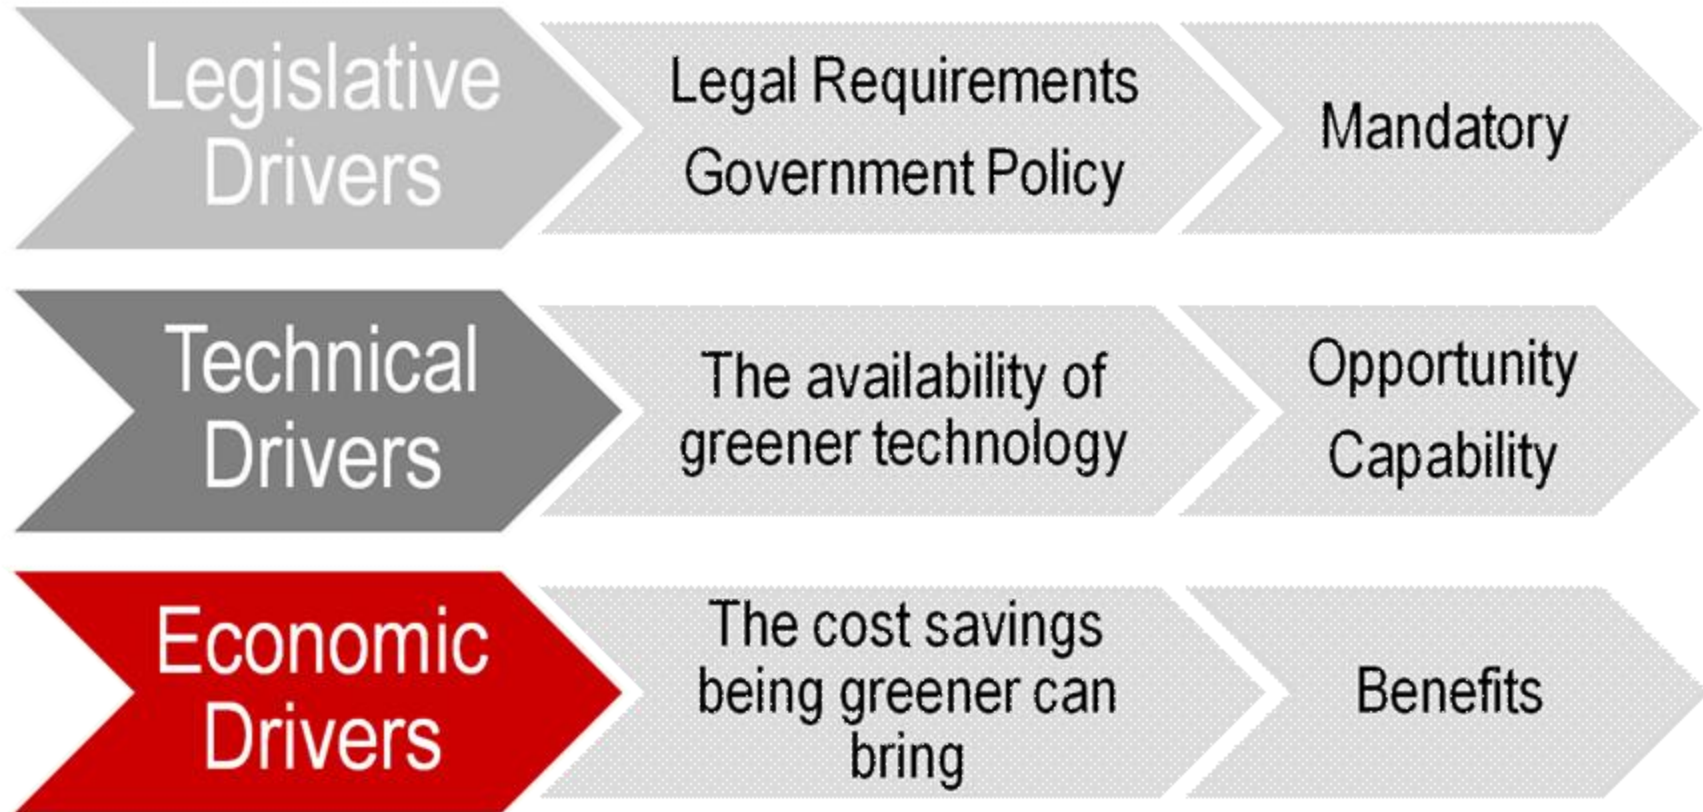 Legislative
Drivers
Legal Requirements
Government Policy
Mandatory
Technical
Drivers
The availability of
greener technology
Opportunity
Capability
Economic
Drivers
The cost savings
being greener can
bring
Benefits